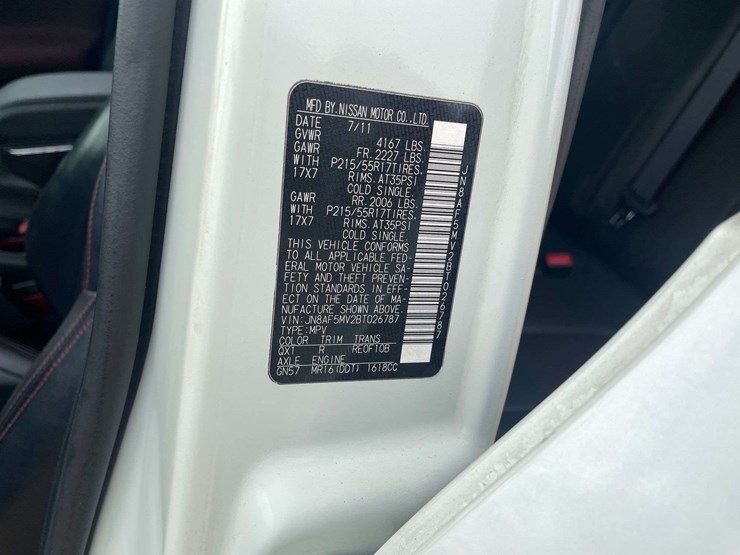 MFD BY NISSAN MOTOR CO.,LTD.
DATE 7/11
GVWR 4167 LBS.
GAWR FR. 2227 LBS.
WITH P215/55R17TIRES,
17X7 RIMS. AT35PSI
COLD SINGLE.
GAWR RR. 2006 LBS.
WITH P215/55R17TIRES,
17X7 RIMS. AT35PSI
COLD SINGLE.
THIS VEHICLE CONFORMS
TO ALL APPLICABLE FED-
ERAL MOTOR VEHICLE SA-
FETY AND THEFT PREVEN-
TION STANDARDS IN EFF-
ECT ON THE DATE OF MA-
NUFACTURE SHOWN ABOVE.
VIN:JN8AF5MV2BT026787
TYPE:MPV
COLOR TRIM TRANS
QX1 R RE0F10B
AXLE ENGINE
GN57 MR16(DDT) 1618CC
JN8AF5MV2BT026787